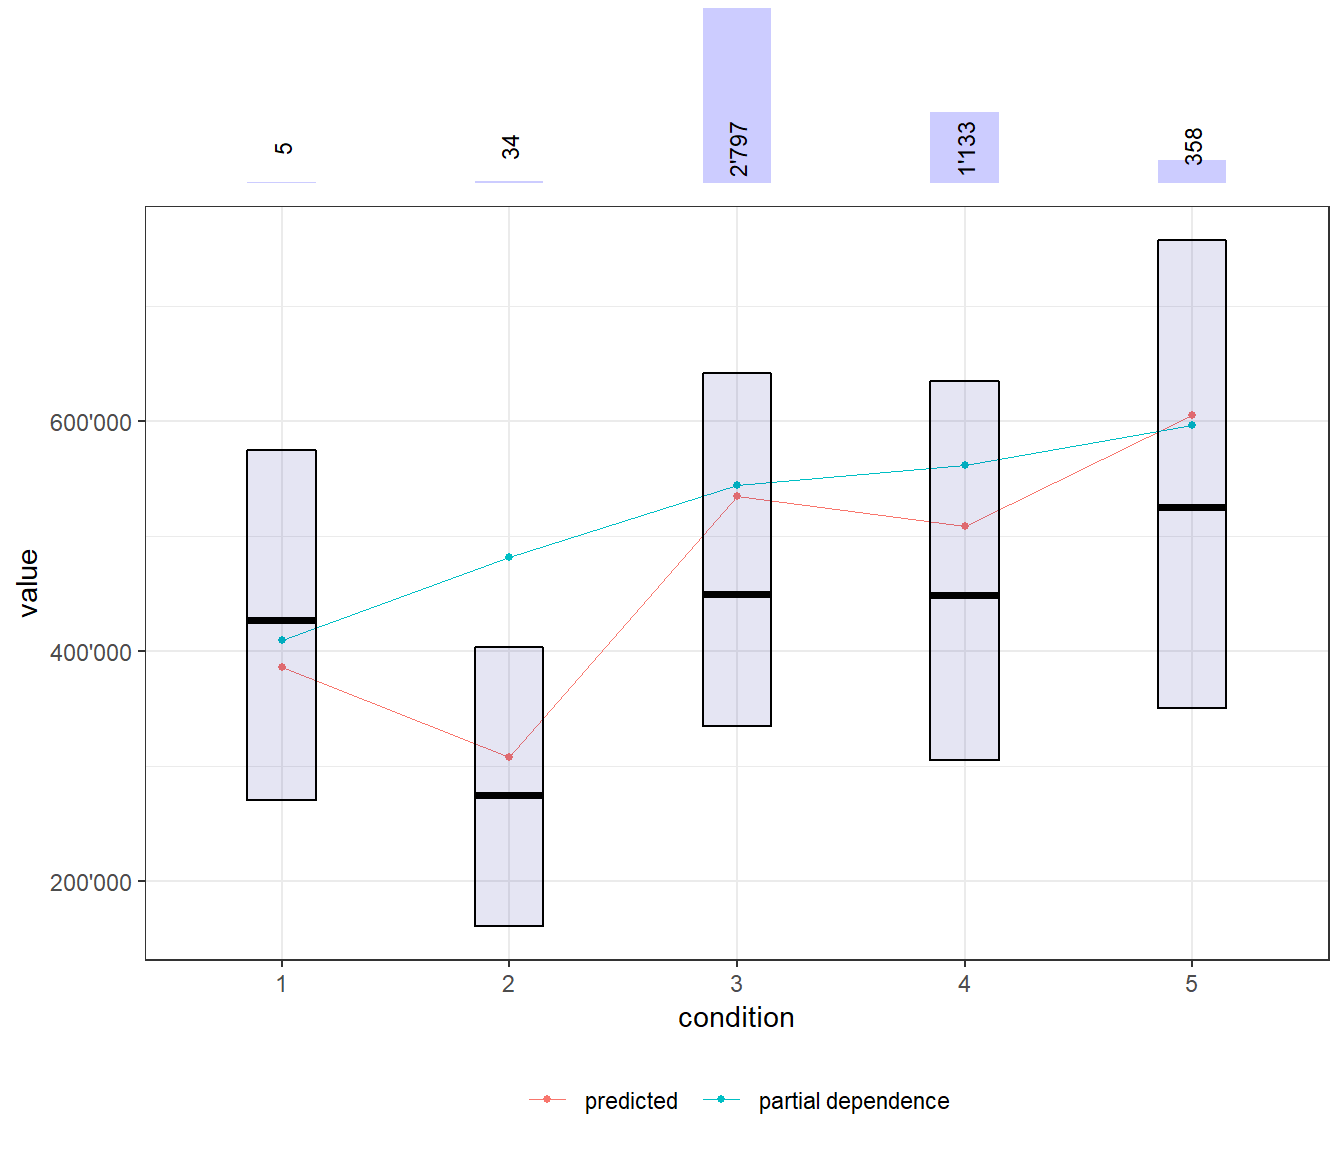 5
34
2'797
1'133
358
600'000
400'000
200'000
value
1 2 3 4 5
condition
predicted partial dependence